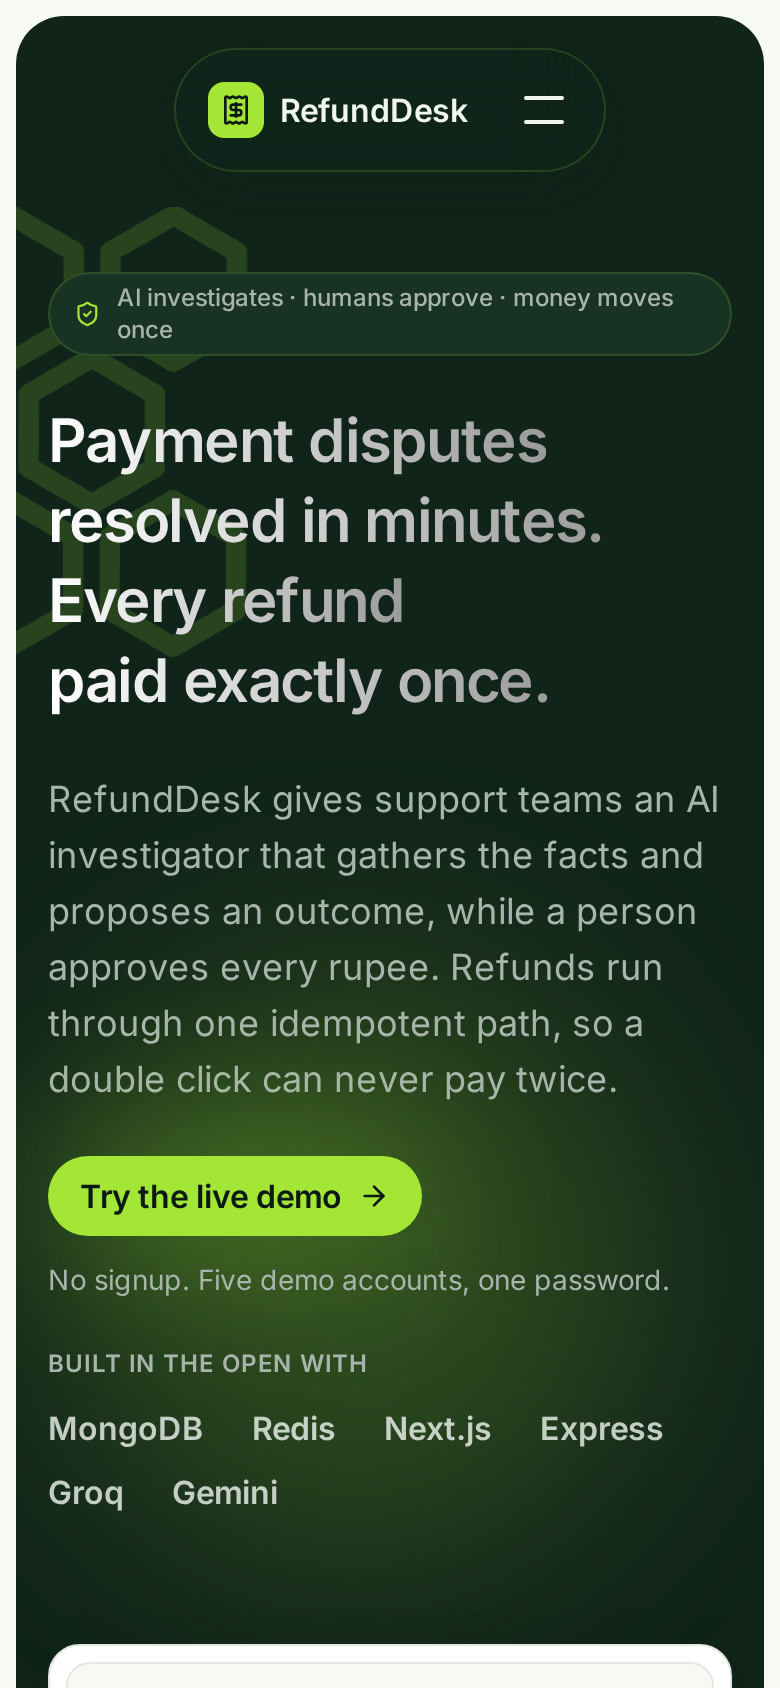 RefundDesk
AI investigates · humans approve · money moves
once
Payment disputes
resolved in minutes.
Every refund
paid exactly once.
RefundDesk gives support teams an AI
investigator that gathers the facts and
proposes an outcome, while a person
approves every rupee. Refunds run
through one idempotent path, so a
double click can never pay twice.
Try the live demo →
No signup. Five demo accounts, one password.
BUILT IN THE OPEN WITH
MongoDB Redis Next.js Express
Groq Gemini